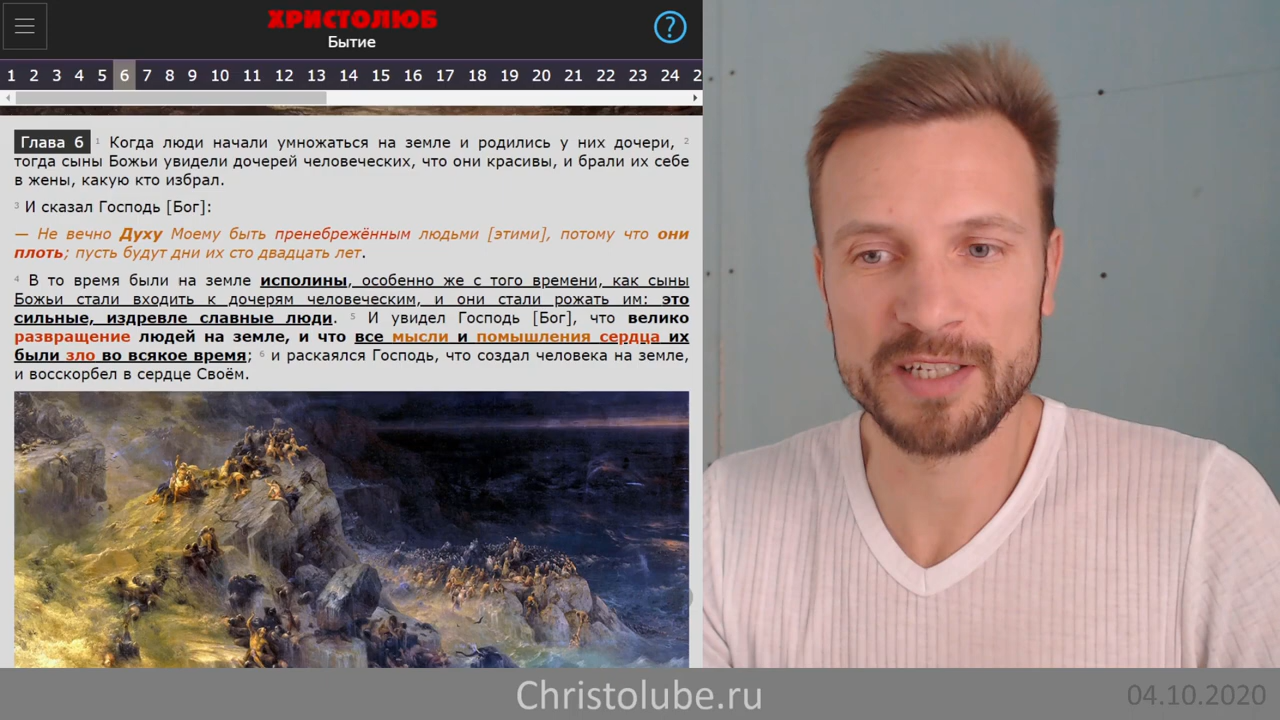 ХРИСТОЛЮБ
Бытие
?
1 2 3 4 5 6 7 8 9 10 11 12 13 14 15 16 17 18 19 20 21 22 23 24 2
Глава 6 1 Когда люди начали умножаться на земле и родились у них дочери, 2
тогда сыны Божьи увидели дочерей человеческих, что они красивы, и брали их себе
в жены, какую кто избрал.
3 И сказал Господь [Бог]:
— Не вечно Духу Моему быть пренебрежённым людьми [этими], потому что они
плоть; пусть будут дни их сто двадцать лет.
4 В то время были на земле исполины, особенно же с того времени, как сыны
Божьи стали входить к дочерям человеческим, и они стали рожать им: это
сильные, издревле славные люди. 5 И увидел Господь [Бог], что велико
развращение людей на земле, и что все мысли и помышления сердца их
были зло во всякое время; 6 и раскаялся Господь, что создал человека на земле,
и восскорбел в сердце Своём.
Christolube.ru
04.10.2020